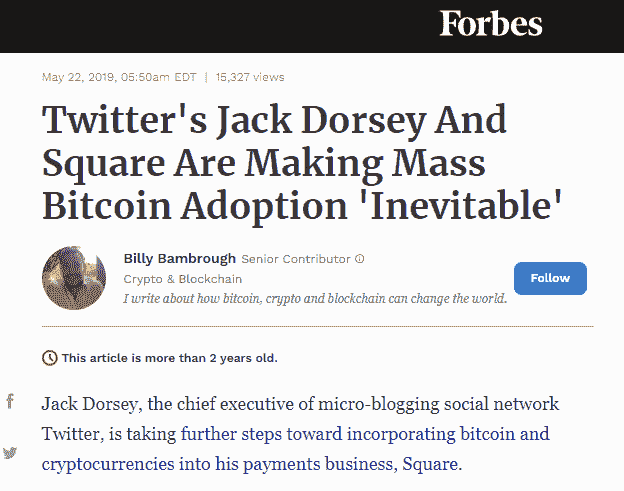 Forbes
May 22, 2019, 05:50am EDT | 15,327 views
Twitter's Jack Dorsey And
Square Are Making Mass
Bitcoin Adoption 'Inevitable'
Billy Bambrough Senior Contributor
Crypto & Blockchain
I write about how bitcoin, crypto and blockchain can change the world.
Follow
This article is more than 2 years old.
Jack Dorsey, the chief executive of micro-blogging social network
Twitter, is taking further steps toward incorporating bitcoin and
cryptocurrencies into his payments business, Square.